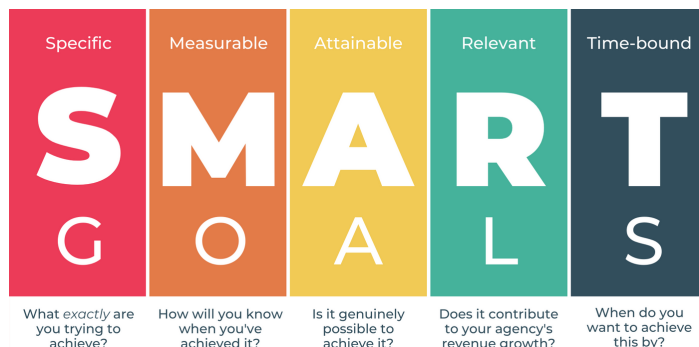 Specific
S
G
What exactly are
you trying to
achieve?
Measurable
M
O
How will you know
when you've
achieved it?
Attainable
A
A
Is it genuinely
possible to
achieve it?
Relevant
R
L
Does it contribute
to your agency's
revenue growth?
Time-bound
T
S
When do you
want to achieve
this by?